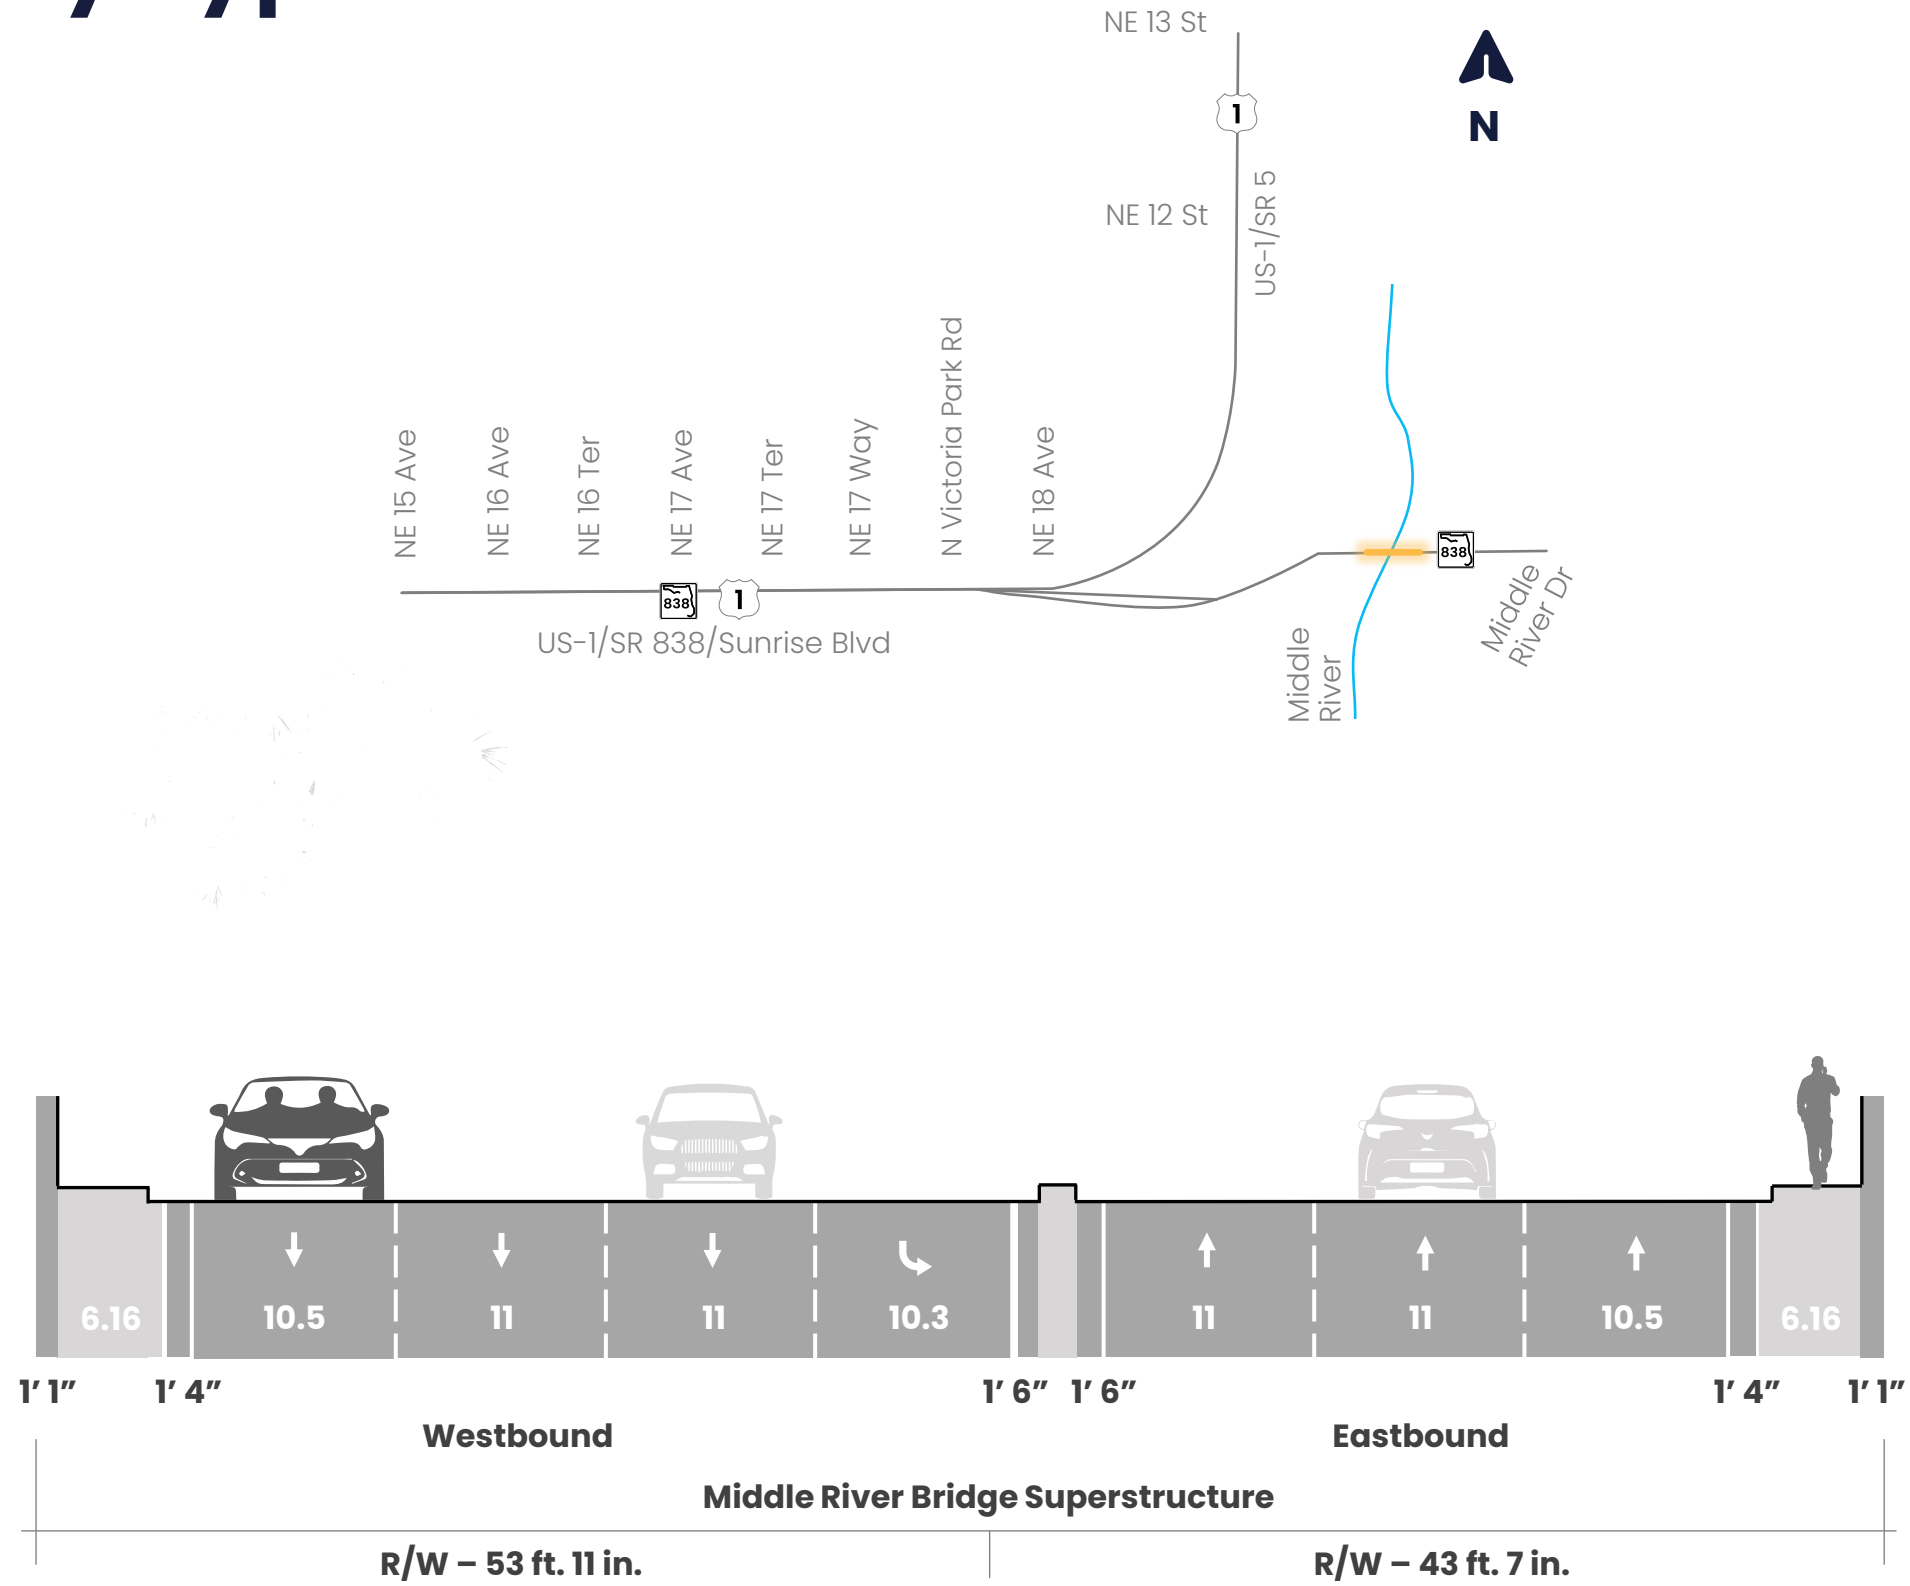 NE 13 St
1
N
NE 12 St
US-1/SR 5
NE 15 Ave
NE 16 Ave
NE 16 Ter
NE 17 Ave
NE 17 Ter
NE 17 Way
N Victoria Park Rd
NE 18 Ave
838
838
1
US-1/SR 838/Sunrise Blvd
Middle
River
Middle
River Dr
6.16 10.5 11 11 10.3 11 11 10.5 6.16
1’ 1” 1’ 4” 1’ 6” 1’ 6” 1’ 4” 1’ 1”
Westbound Eastbound
Middle River Bridge Superstructure
R/W – 53 ft. 11 in. R/W – 43 ft. 7 in.